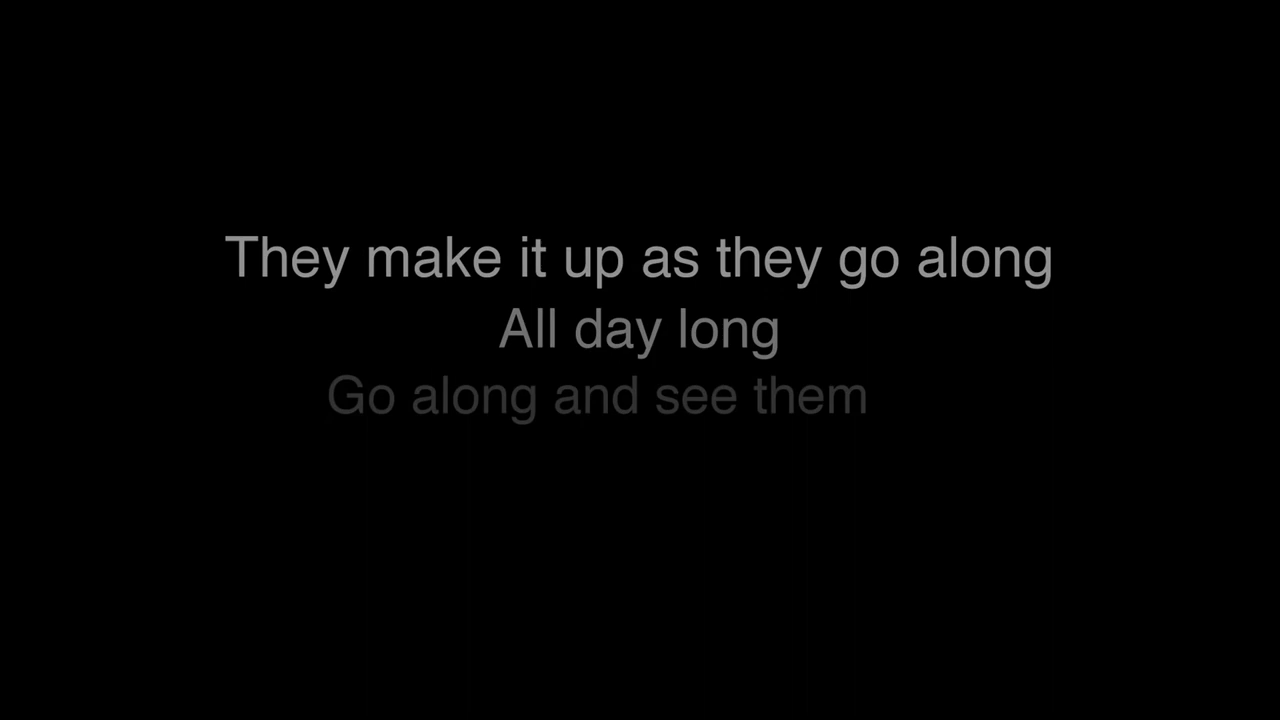 They make it up as they go along
All day long
Go along and see them